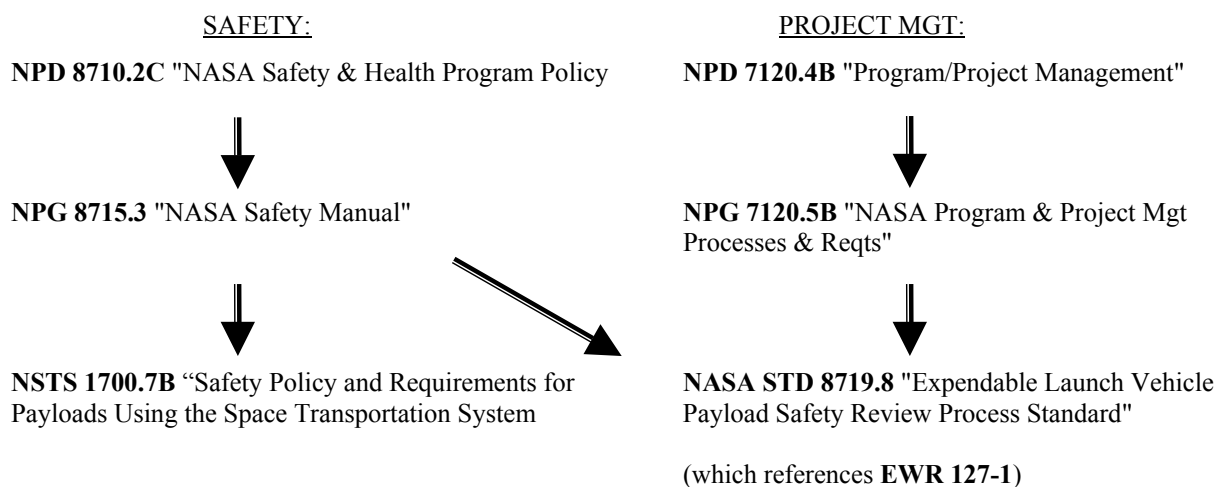 SAFETY:
PROJECT MGT:
NPD 8710.2C "NASA Safety & Health Program Policy
NPD 7120.4B "Program/Project Management"
NPG 8715.3 "NASA Safety Manual"
NPG 7120.5B "NASA Program & Project Mgt
Processes & Reqts"
NSTS 1700.7B “Safety Policy and Requirements for
Payloads Using the Space Transportation System
NASA STD 8719.8 "Expendable Launch Vehicle
Payload Safety Review Process Standard"
(which references EWR 127-1)